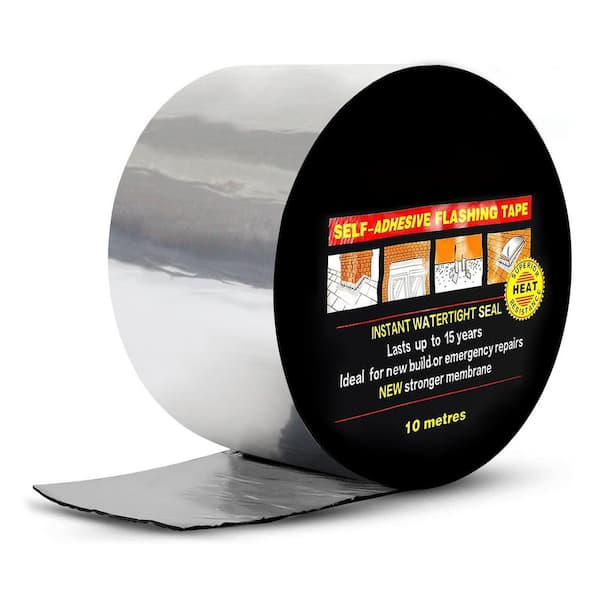 SELF-ADHESIVE FLASHING TAPE
SUPERIOR
HEAT
RESISTANCE
INSTANT WATERTIGHT SEAL
Lasts up to 15 years
Ideal for new build.or emergency repairs
NEW stronger membrane
10 metres